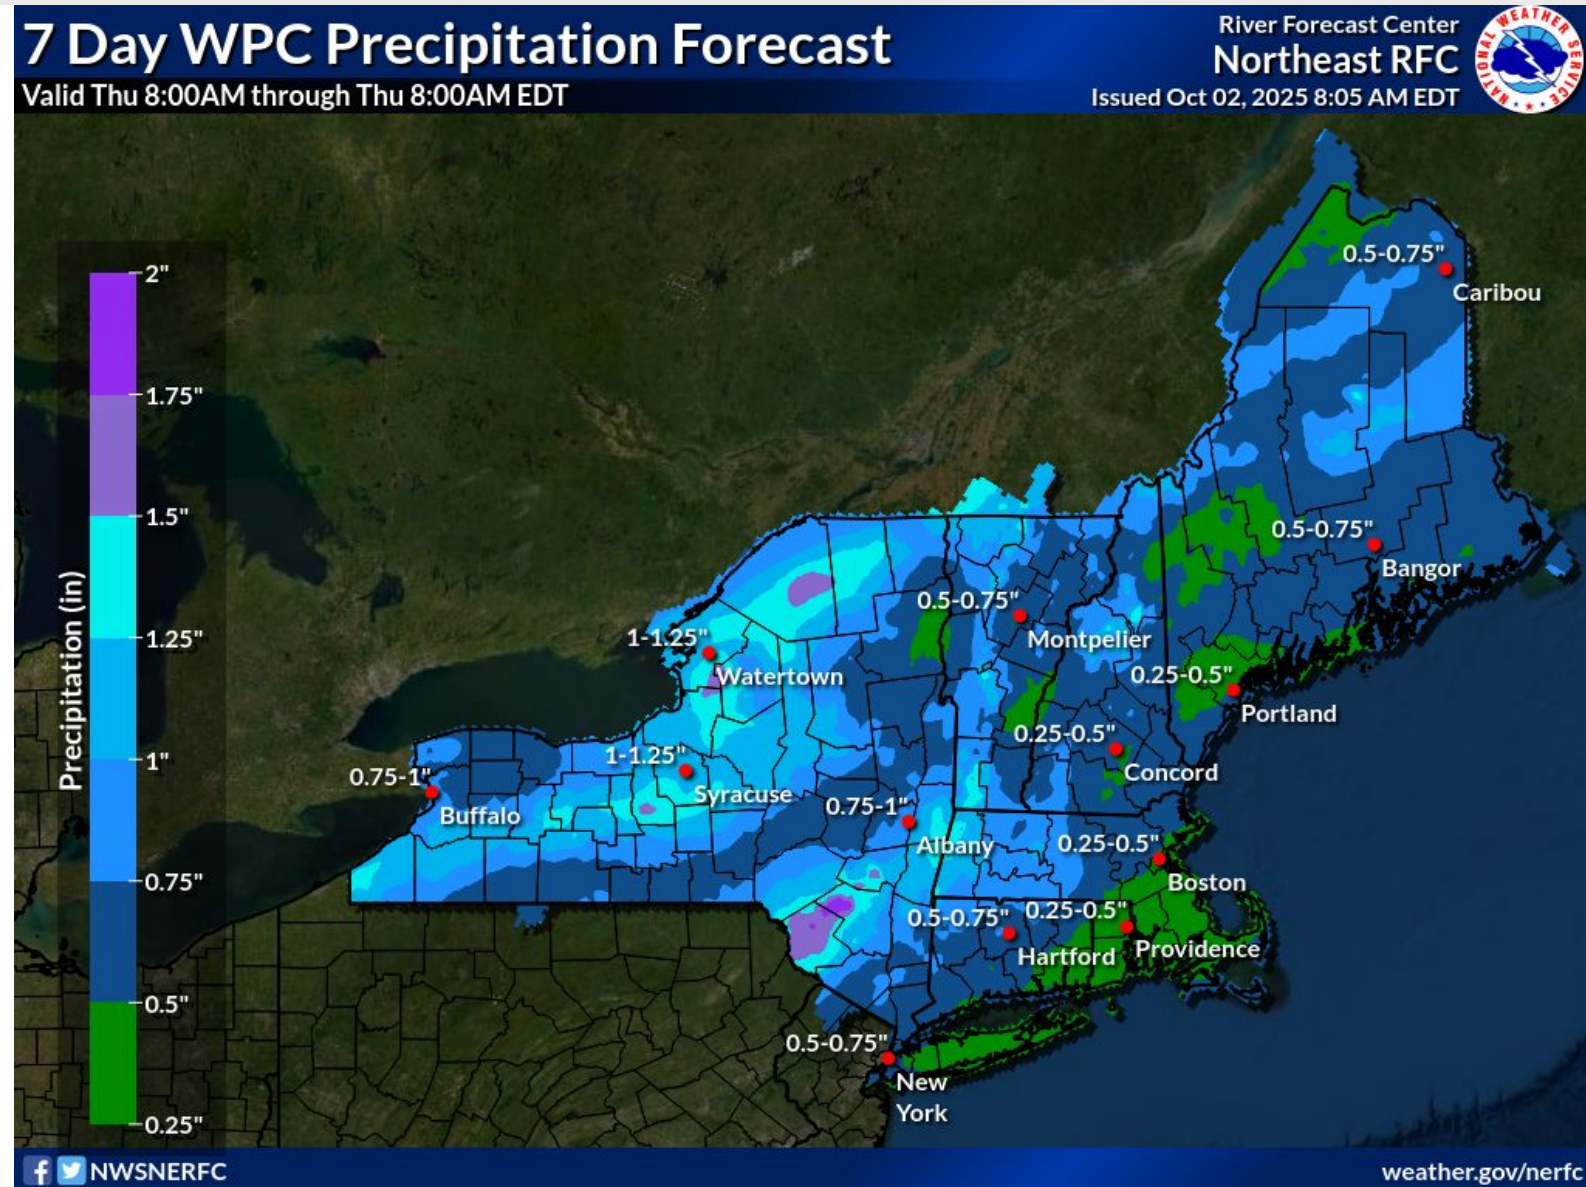 7 Day WPC Precipitation Forecast
Valid Thu 8:00AM through Thu 8:00AM EDT
River Forecast Center
Northeast RFC
Issued Oct 02, 2025 8:05 AM EDT
NATIONAL WEATHER SERVICE
Precipitation (in)
2"
1.75"
1.5"
1.25"
1"
0.75"
0.5"
0.25"
0.5-0.75"
Caribou
0.5-0.75"
Bangor
0.5-0.75"
Montpelier
1-1.25"
Watertown
0.25-0.5"
Portland
0.25-0.5"
Concord
1-1.25"
Syracuse
0.75-1"
Buffalo
0.75-1"
Albany
0.25-0.5"
Boston
0.5-0.75"
Hartford
0.25-0.5"
Providence
0.5-0.75"
New
York
NWSNERFC
weather.gov/nerfc